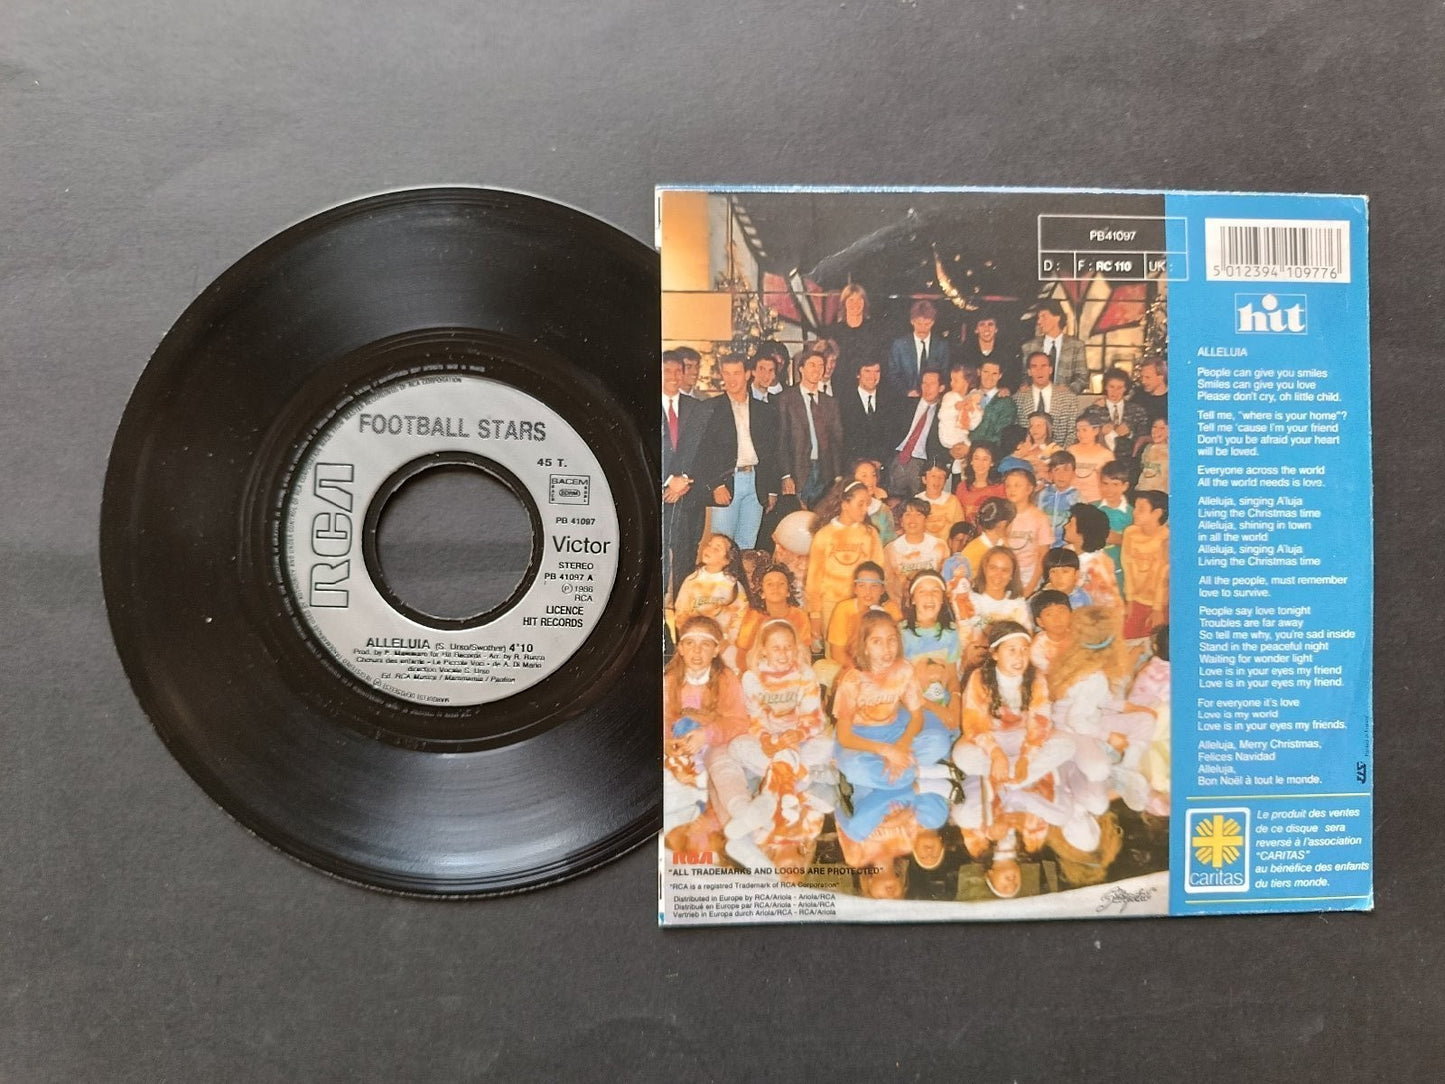 FOOTBALL STARS
45 T.
SACEM
RCA
PB 41097
Victor
STEREO
PB 41097 A
Ⓟ 1986
RCA
LICENCE
HIT RECORDS
ALLELUIA (S. Urso/Swother) 4'10
Chœurs des enfants
direction Vocale S. Urso
PB41097
D :
F : RC 110
UK :
5 012394 109776
hit
ALLELUIA
People can give you smiles
Smiles can give you love
Please don't cry, oh little child.
Tell me, "where is your home"?
Tell me 'cause I'm your friend
Don't you be afraid your heart
will be loved.
Everyone across the world
All the world needs is love.
Alleluja, singing A'luja
Living the Christmas time
Alleluja, shining in town
in all the world
Alleluja, singing A'luja
Living the Christmas time
All the people, must remember
love to survive.
People say love tonight
Troubles are far away
So tell me why, you're sad inside
Stand in the peaceful night
Waiting for wonder light
Love is in your eyes my friend
Love is in your eyes my friend.
For everyone it's love
Love is my world
Love is in your eyes my friends.
Alleluja, Merry Christmas,
Felices Navidad
Alleluja,
Bon Noël à tout le monde.
caritas
Le produit des ventes
de ce disque sera
reversé à l'association
"CARITAS"
au bénéfice des enfants
du tiers monde.
RCA
"ALL TRADEMARKS AND LOGOS ARE PROTECTED"
"RCA is a registred Trademark of RCA Corporation"
Distributed in Europe by RCA/Ariola - Ariola/RCA
Distribué en Europe par RCA/Ariola - Ariola/RCA
Vertrieb in Europa durch Ariola/RCA - RCA/Ariola